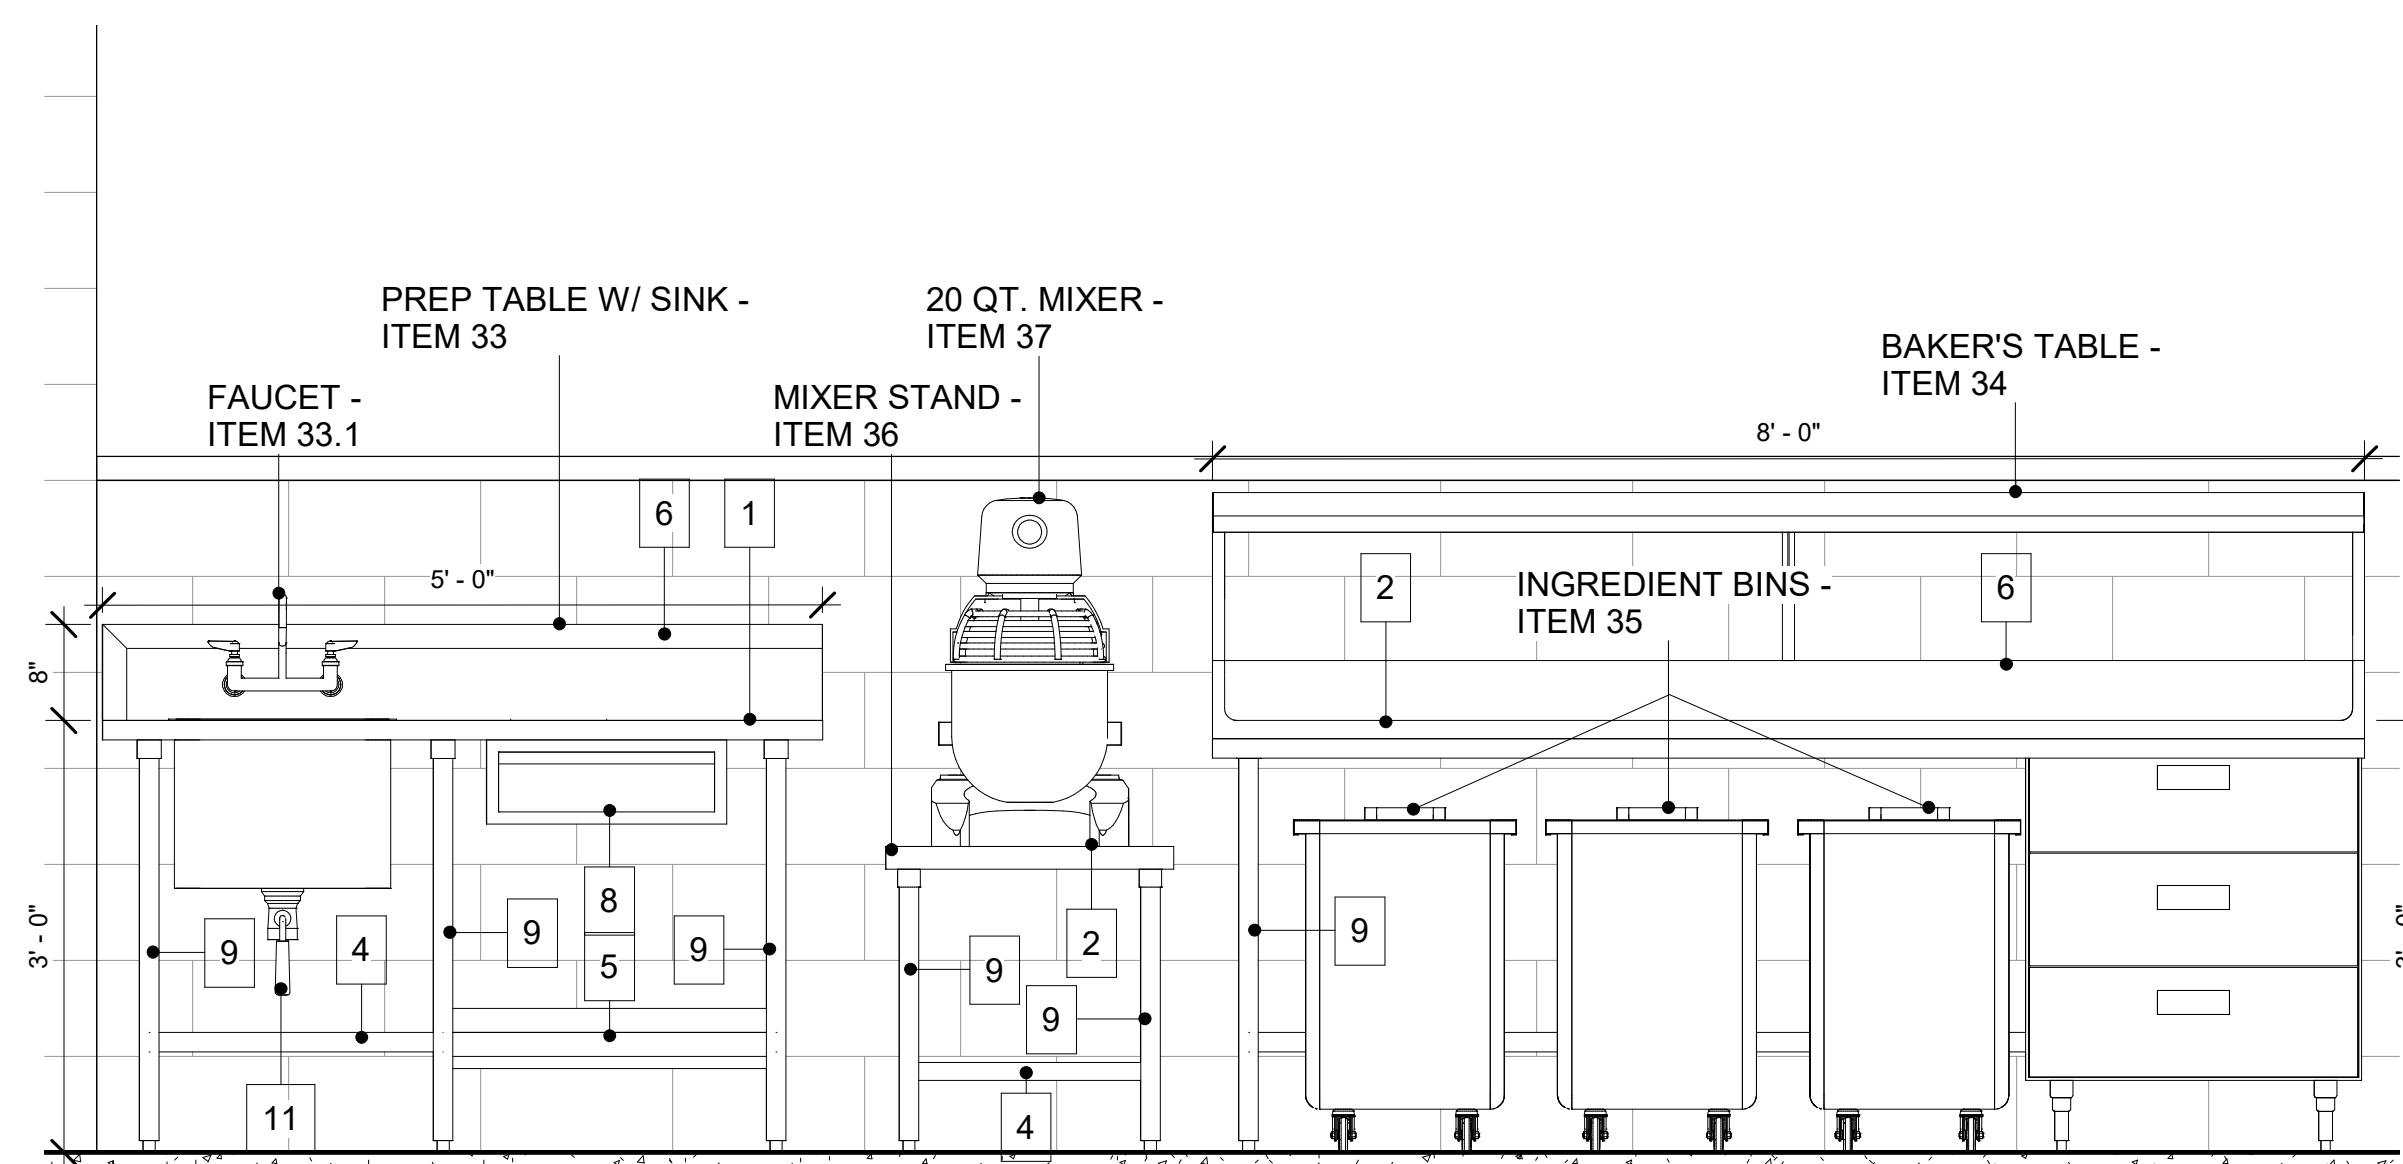 PREP TABLE W/ SINK -
ITEM 33
20 QT. MIXER -
ITEM 37
BAKER'S TABLE -
ITEM 34
FAUCET -
ITEM 33.1
MIXER STAND -
ITEM 36
8' - 0"
6
1
5' - 0"
2
INGREDIENT BINS -
ITEM 35
6
8"
8
5
9
4
9
9
2
9
9
9
3' - 0"
11
4